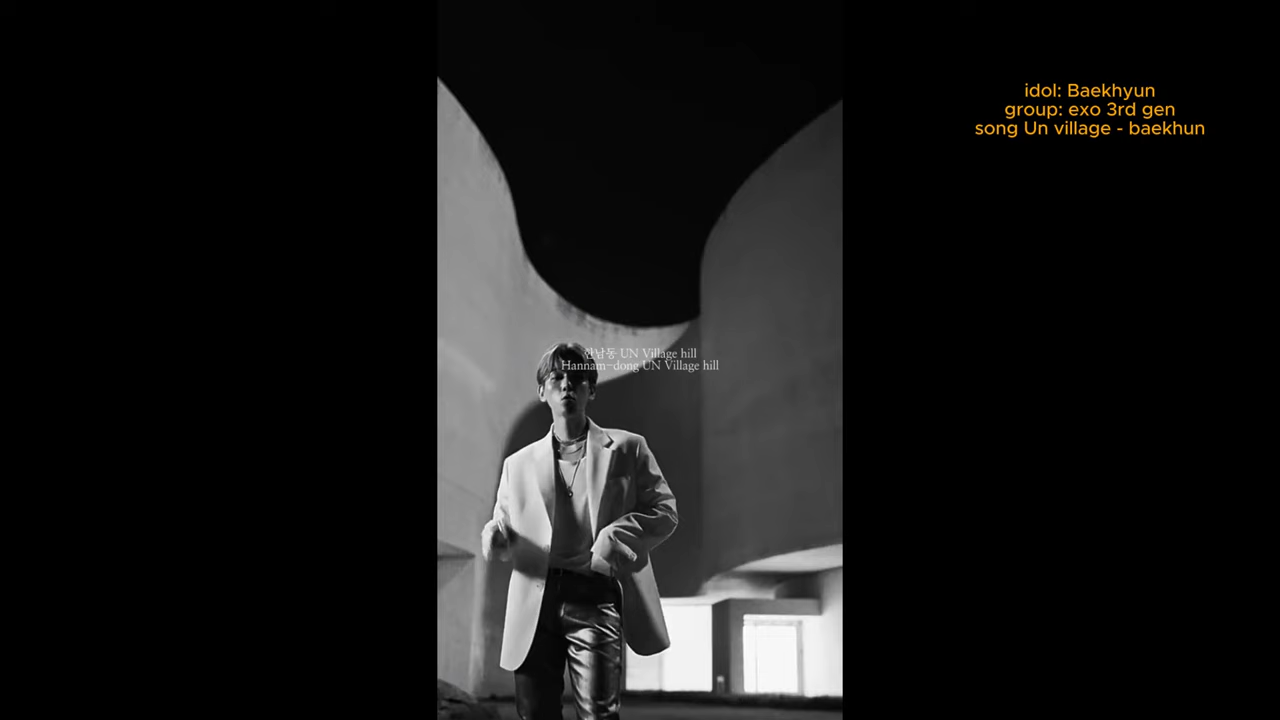 idol: Baekhyun
group: exo 3rd gen
song Un village - baekhun
한남동 UN Village hill
Hannam-dong UN Village hill